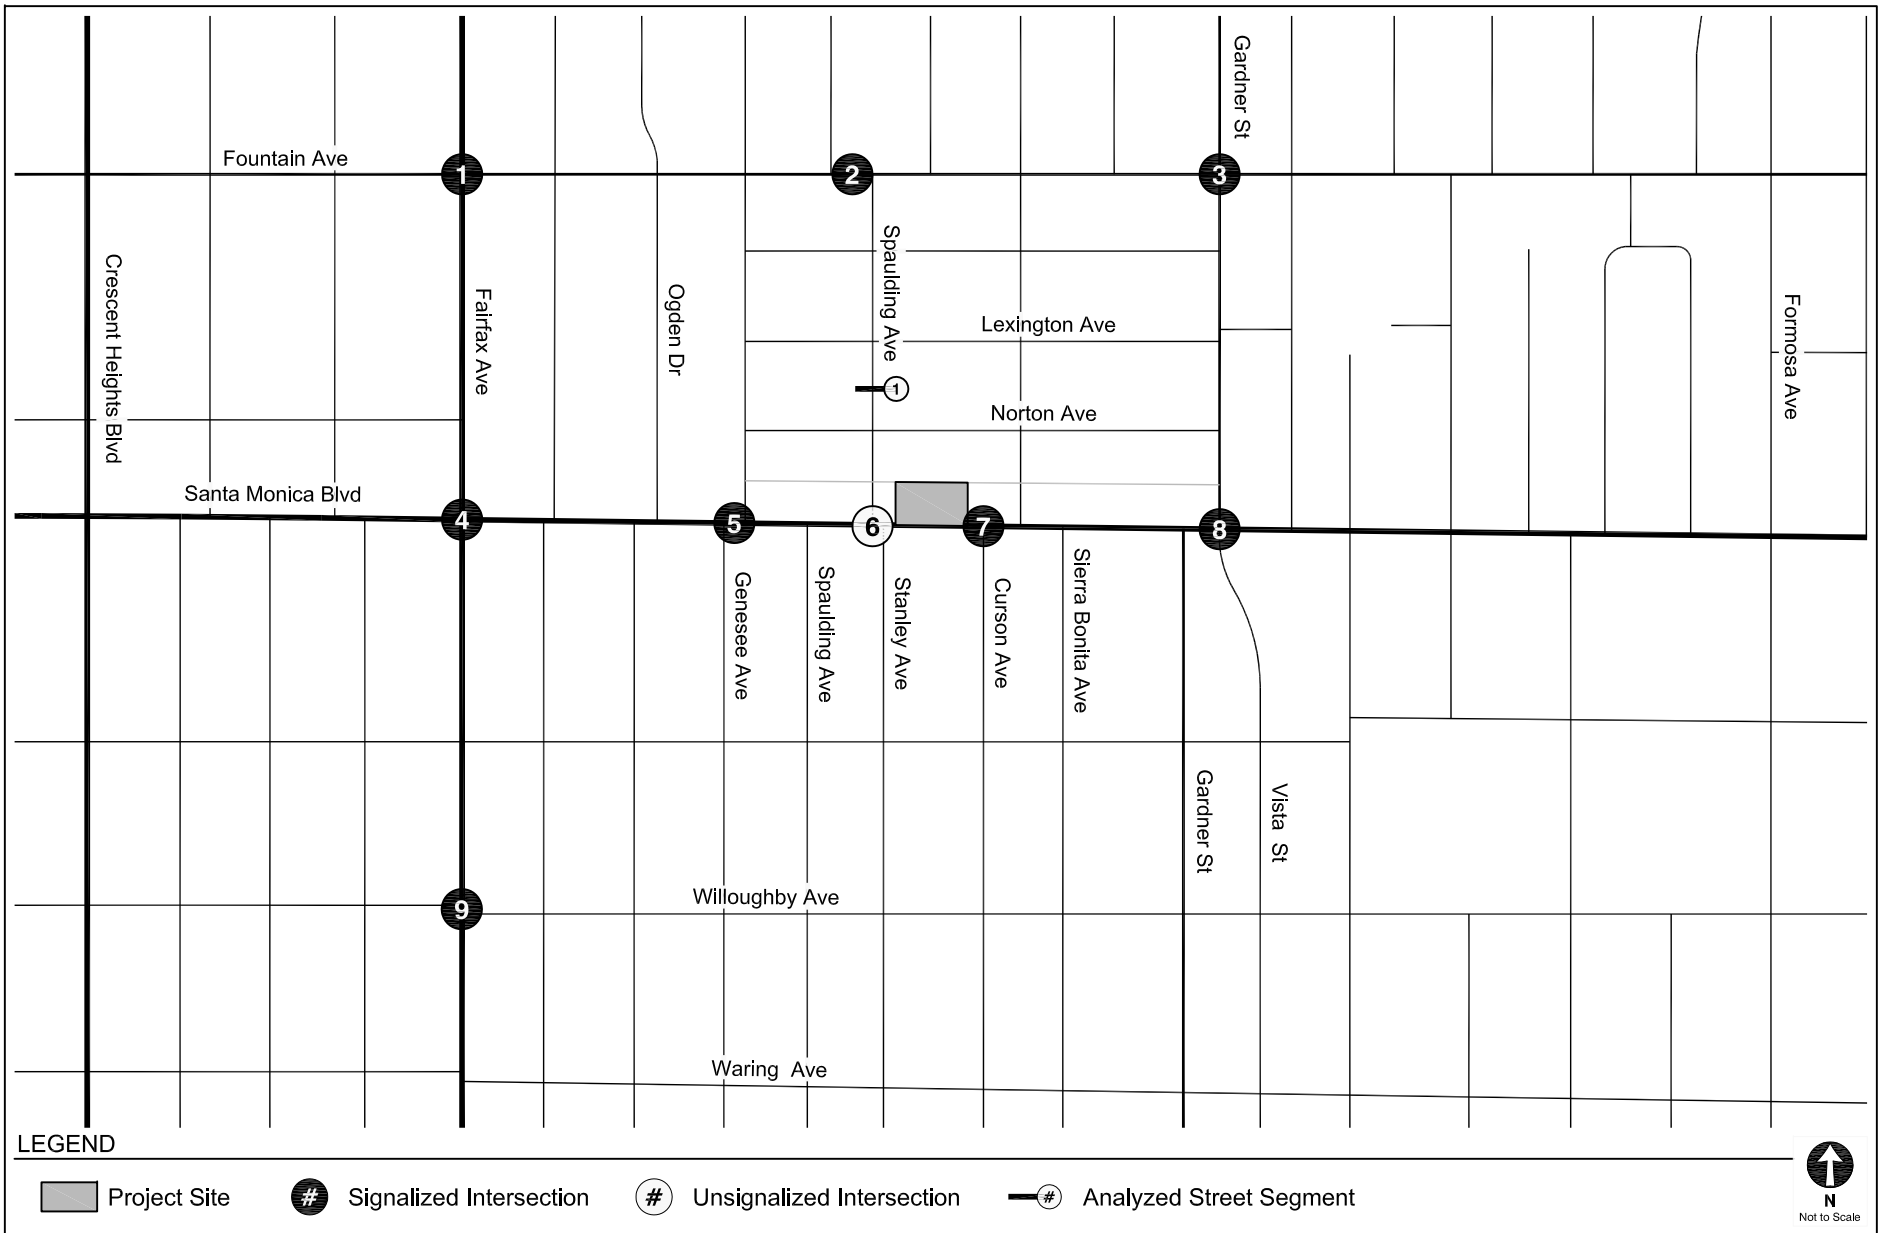 Gardner St
Fountain Ave
1
2
3
Crescent Heights Blvd
Fairfax Ave
Ogden Dr
Spaulding Ave
Lexington Ave
Formosa Ave
1
Norton Ave
Santa Monica Blvd
4
5
6
7
8
Genesee Ave
Spaulding Ave
Stanley Ave
Curson Ave
Sierra Bonita Ave
Gardner St
Vista St
Willoughby Ave
9
Waring Ave
LEGEND
Project Site
# Signalized Intersection
# Unsignalized Intersection
# Analyzed Street Segment
N
Not to Scale